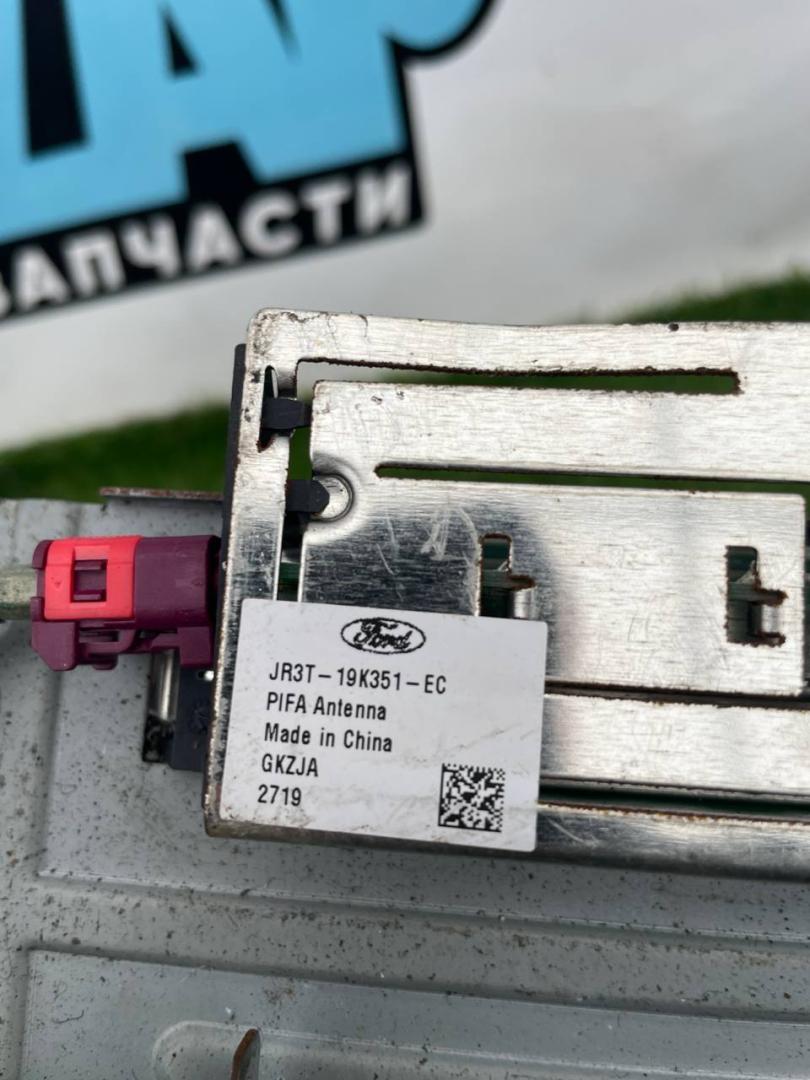 ЗАПЧАСТИ
Ford
JR3T-19K351-EC
PIFA Antenna
Made in China
GKZJA
2719